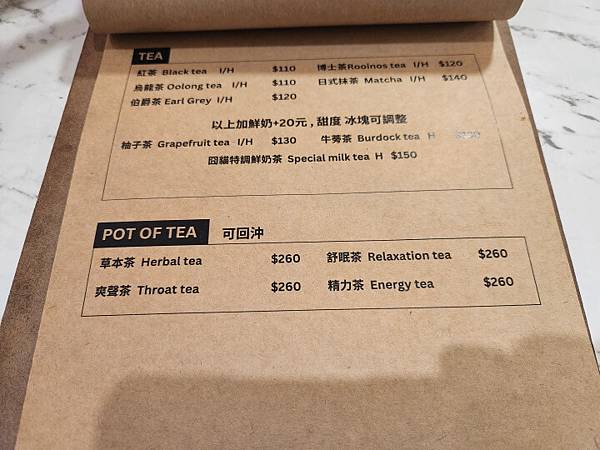 TEA
紅茶 Black tea I/H $110 博士茶Rooinos tea I/H $120
烏龍茶 Oolong tea I/H $110 日式抹茶 Matcha I/H $140
伯爵茶 Earl Grey I/H $120
以上加鮮奶+20元 , 甜度 冰塊可調整
柚子茶 Grapefruit tea I/H $130 牛蒡茶 Burdock tea H
囧貓特調鮮奶茶 Special milk tea H $150
POT OF TEA 可回沖
草本茶 Herbal tea $260 舒眠茶 Relaxation tea $260
爽聲茶 Throat tea $260 精力茶 Energy tea $260